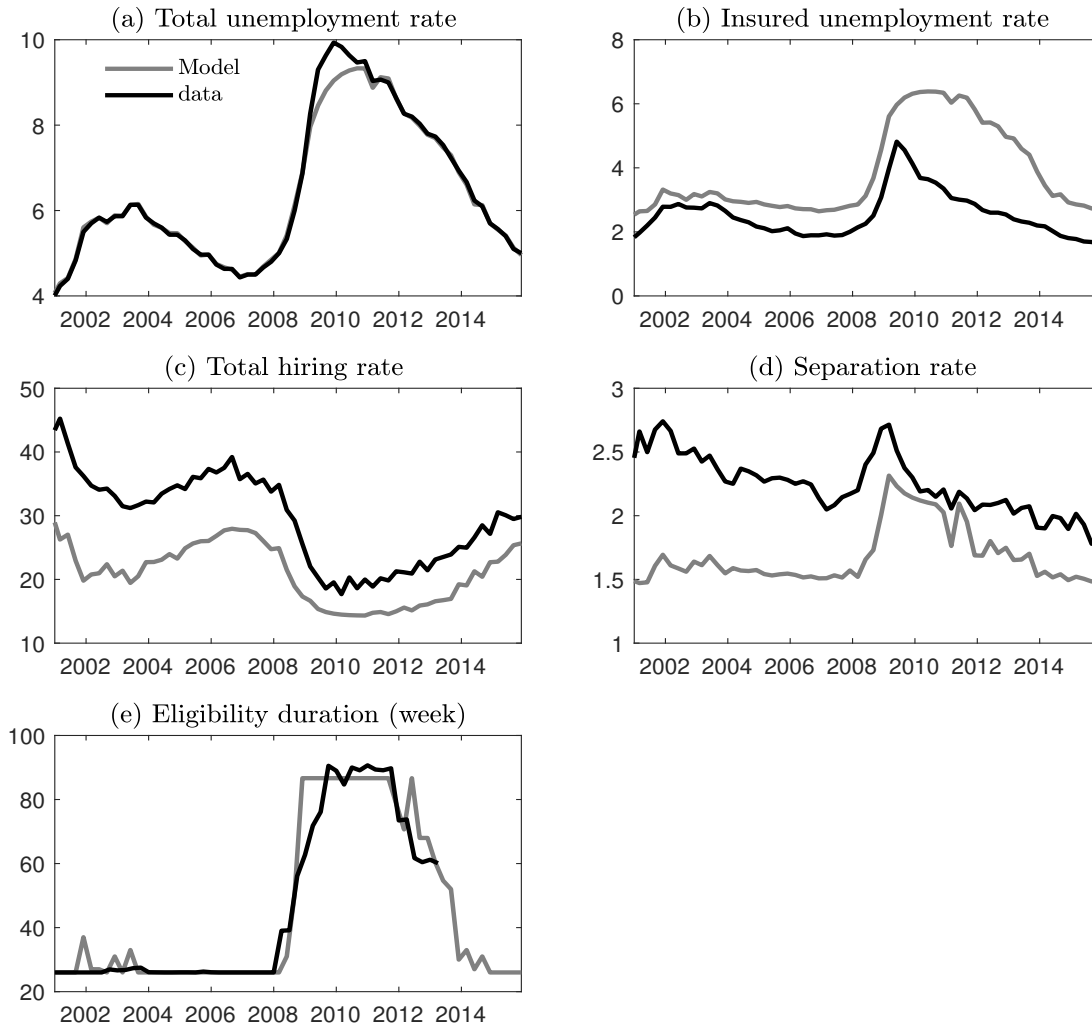 (a) Total unemployment rate
10
8
6
4
Model
data
2002 2004 2006 2008 2010 2012 2014
(b) Insured unemployment rate
8
6
4
2
0
2002 2004 2006 2008 2010 2012 2014
(c) Total hiring rate
50
40
30
20
10
2002 2004 2006 2008 2010 2012 2014
(d) Separation rate
3
2.5
2
1.5
1
2002 2004 2006 2008 2010 2012 2014
(e) Eligibility duration (week)
100
80
60
40
20
2002 2004 2006 2008 2010 2012 2014